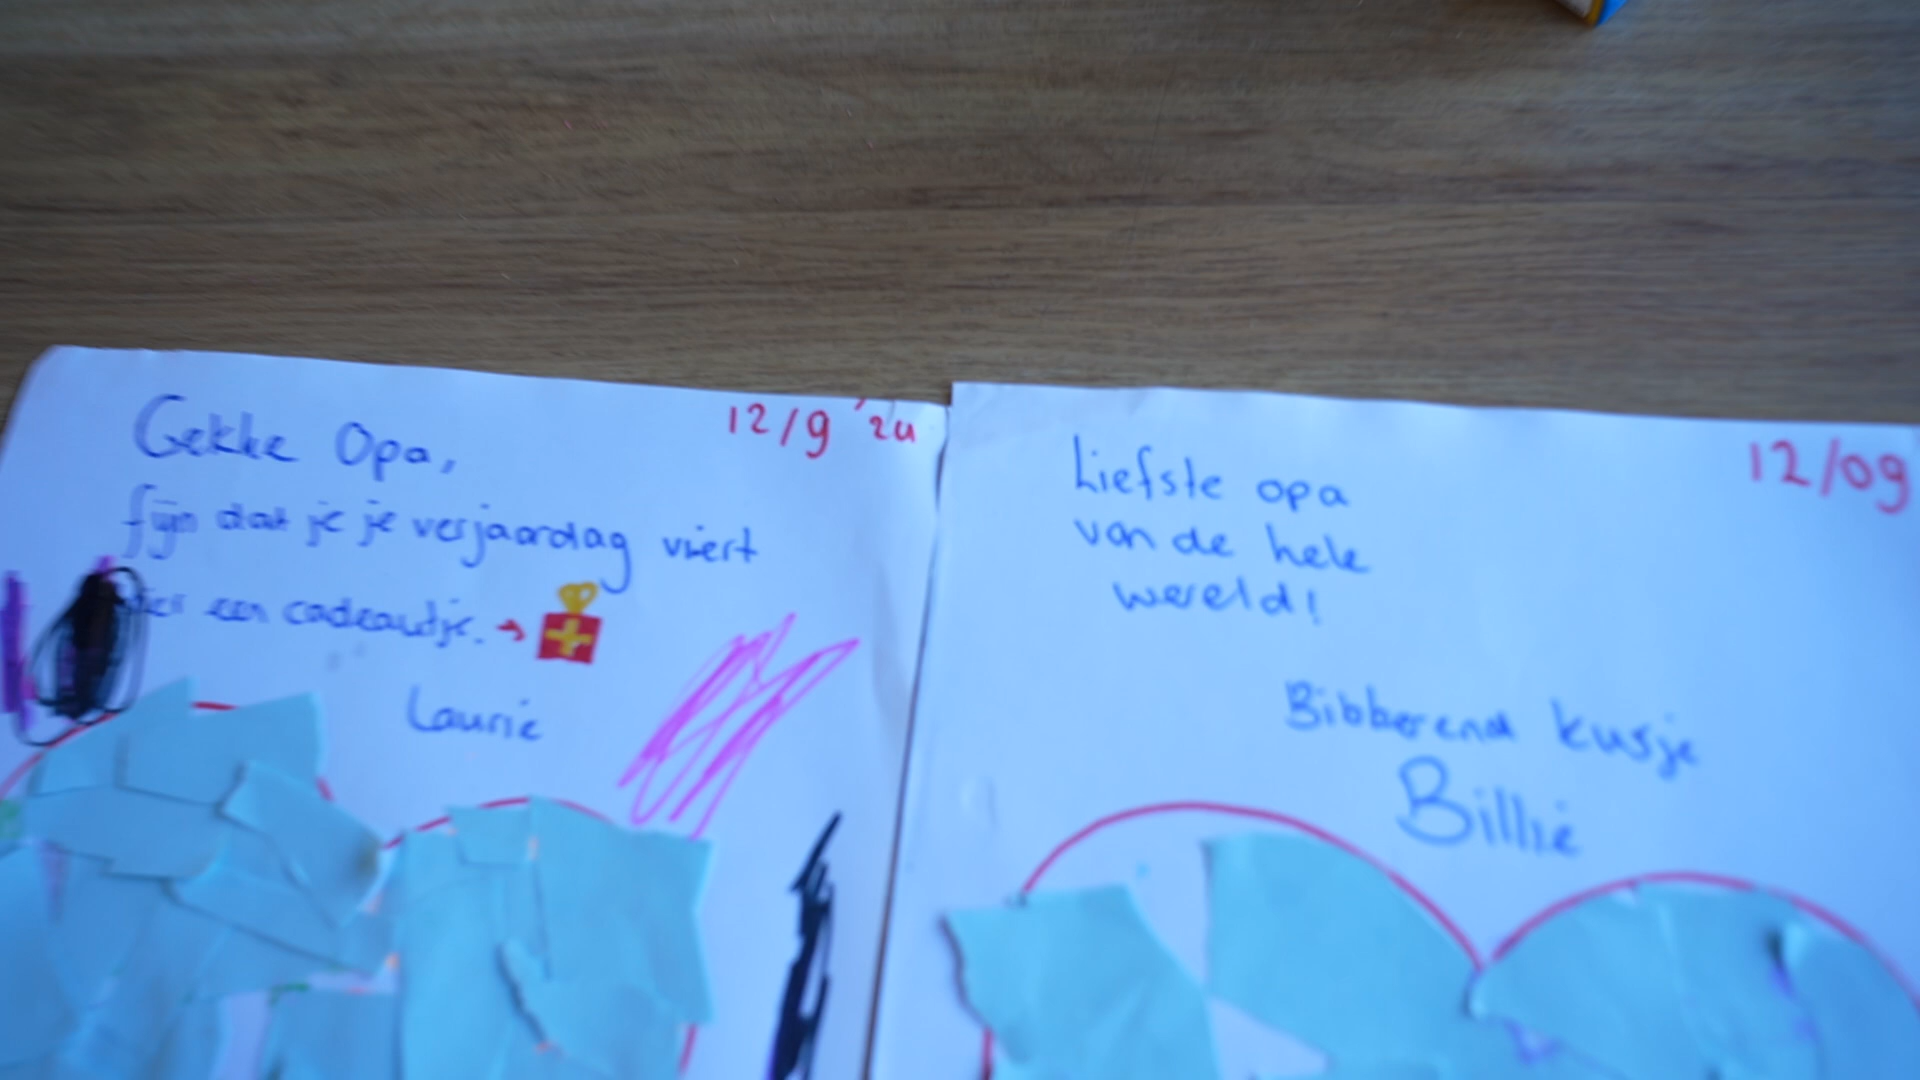 12/9 '24
Gekke Opa,
fijn dat je je verjaardag viert
een cadeautje. →
Laurie
12/09
Liefste opa
van de hele
wereld!
Bibberend kusje
Billie